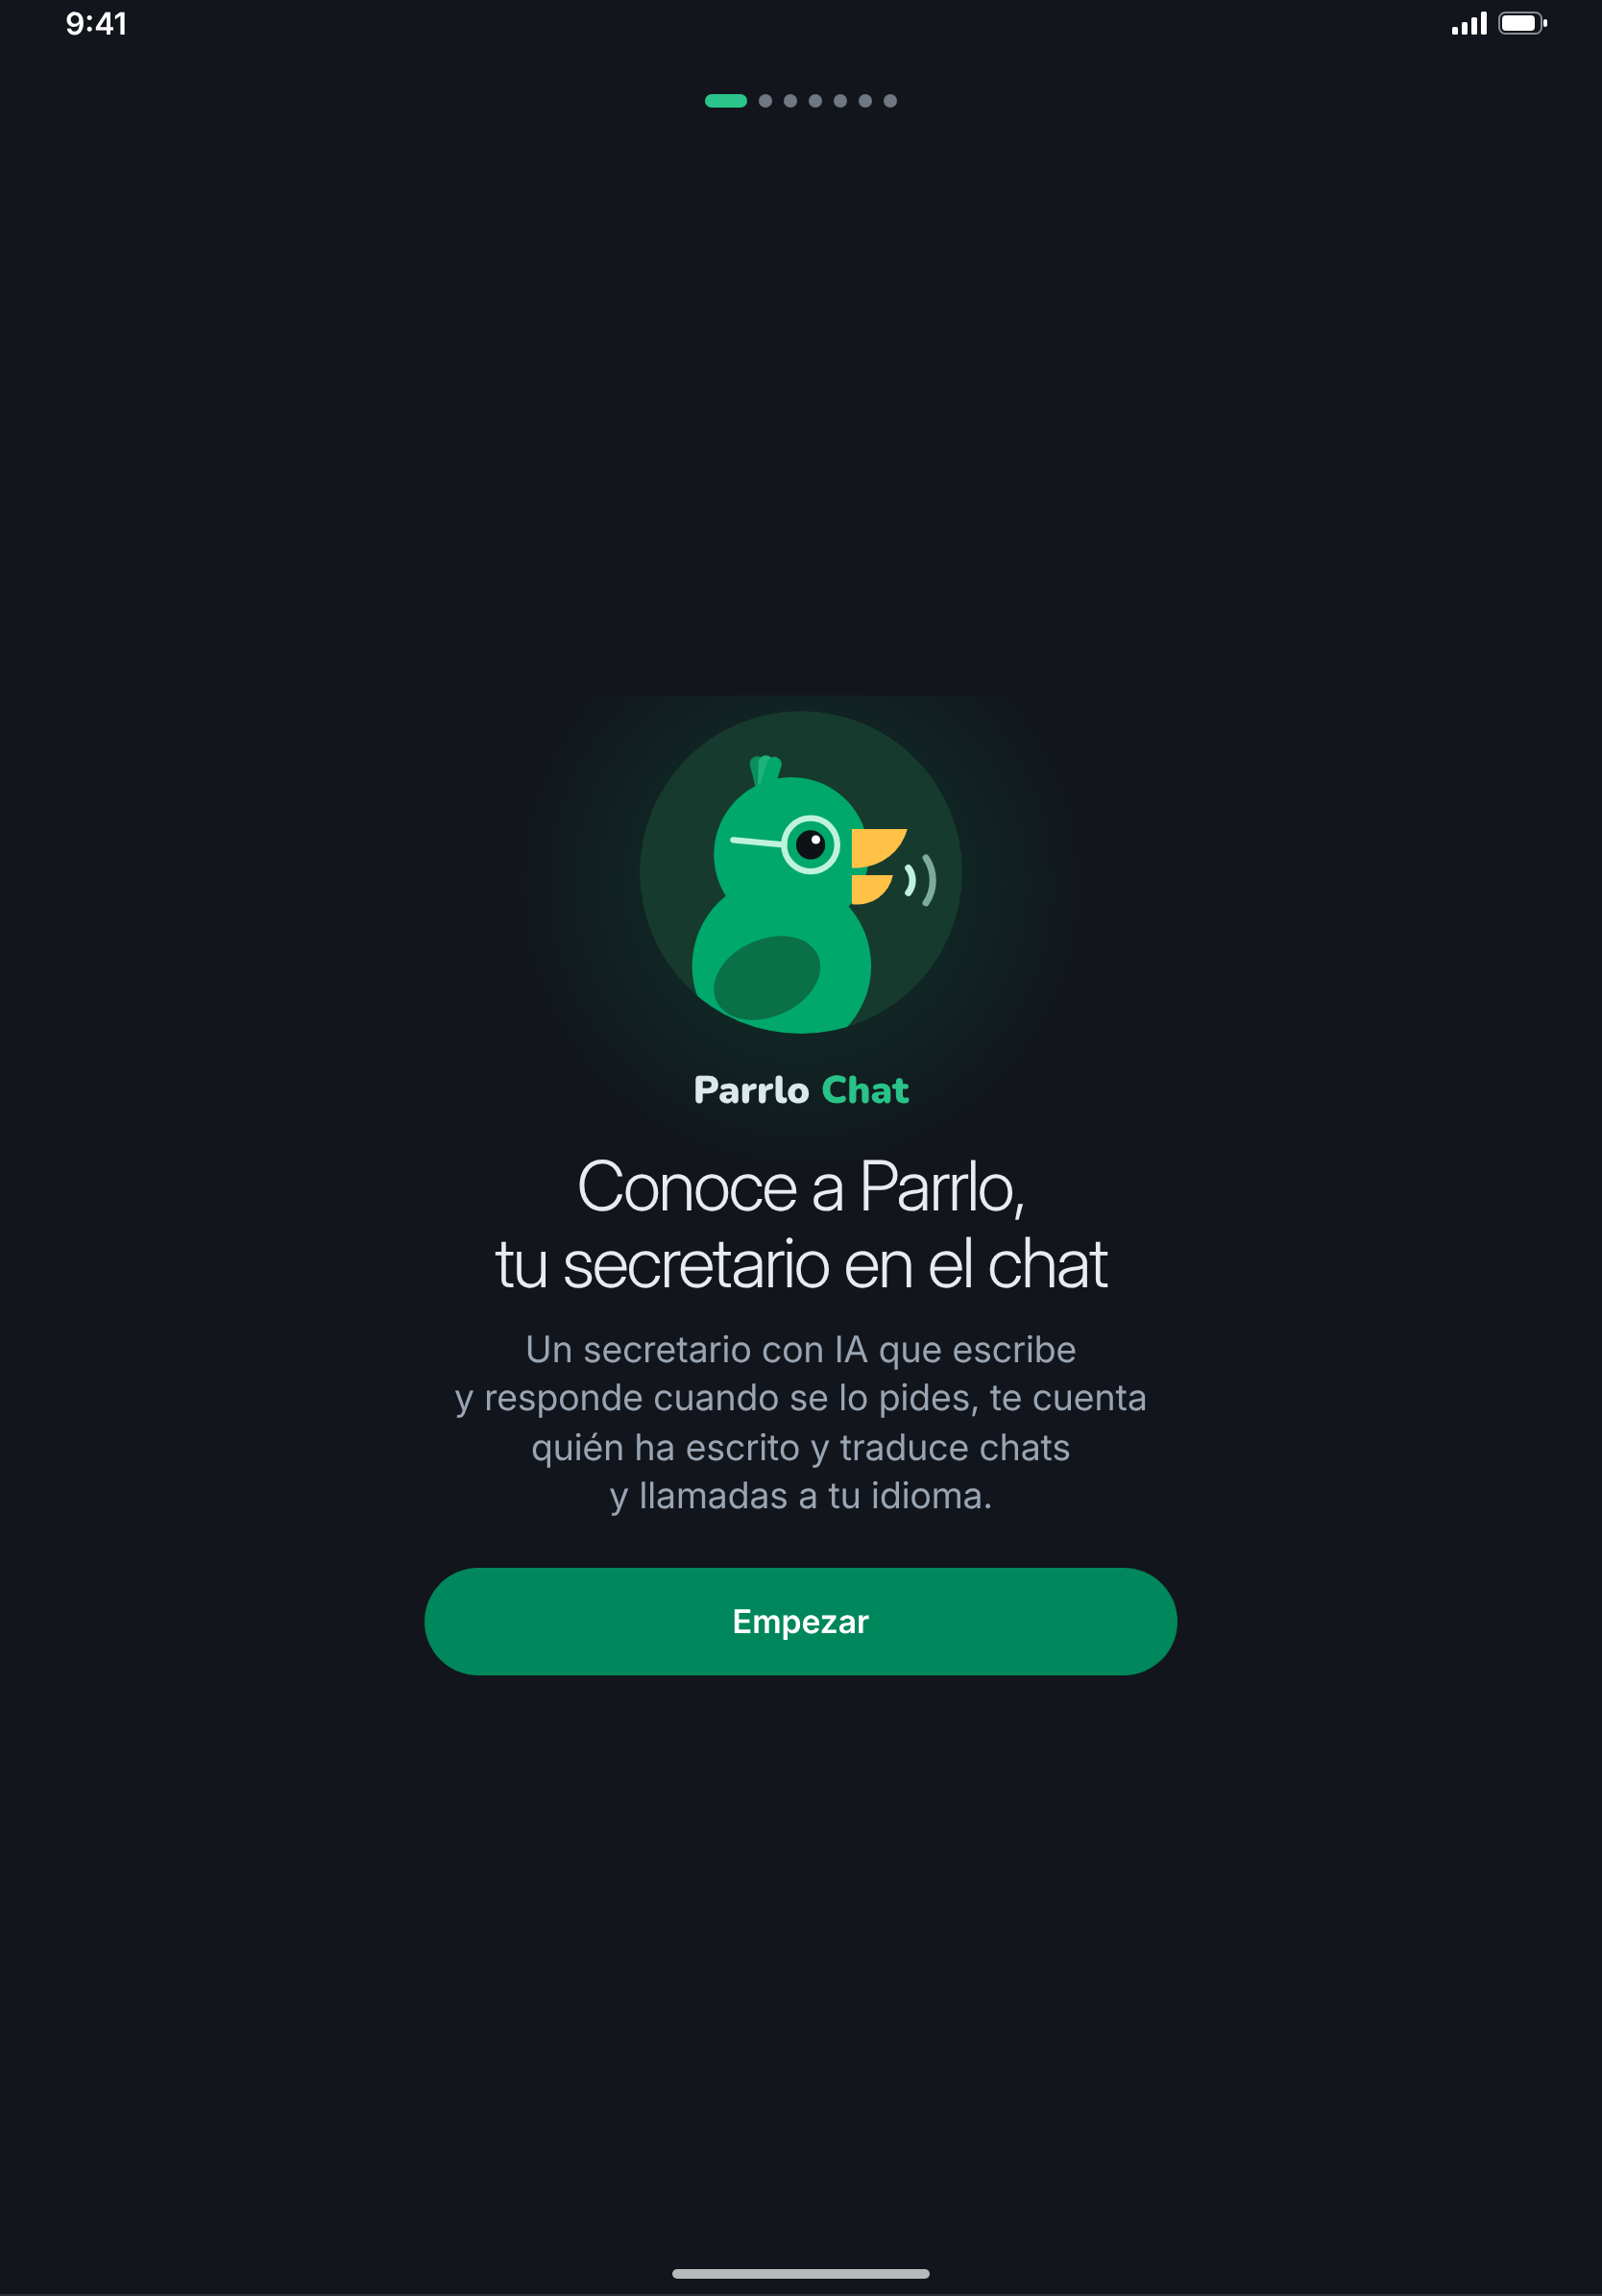 9:41
Parrlo Chat
Conoce a Parrlo,
tu secretario en el chat
Un secretario con IA que escribe
y responde cuando se lo pides, te cuenta
quién ha escrito y traduce chats
y llamadas a tu idioma.
Empezar